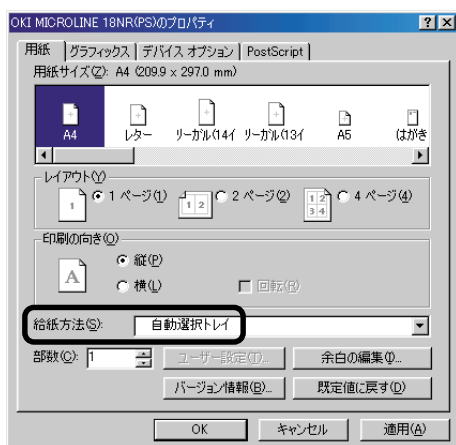 OKI MICROLINE 18NR(PS)のプロパティ
用紙 グラフィックス デバイス オプション PostScript
用紙サイズ(Z): A4 (209.9 x 297.0 mm)
A4 レター リーガル(14イ リーガル(13イ A5 (はがき
レイアウト(Y)
1 1 ページ(1) 1 2 2 ページ(2) 1 2 3 4 4 ページ(4)
印刷の向き(O)
A 縦(P)
横(L) 回転(R)
給紙方法(S): 自動選択トレイ
部数(C): 1 ユーザー設定(T)... 余白の編集(I)...
バージョン情報(B)... 既定値に戻す(D)
OK キャンセル 適用(A)